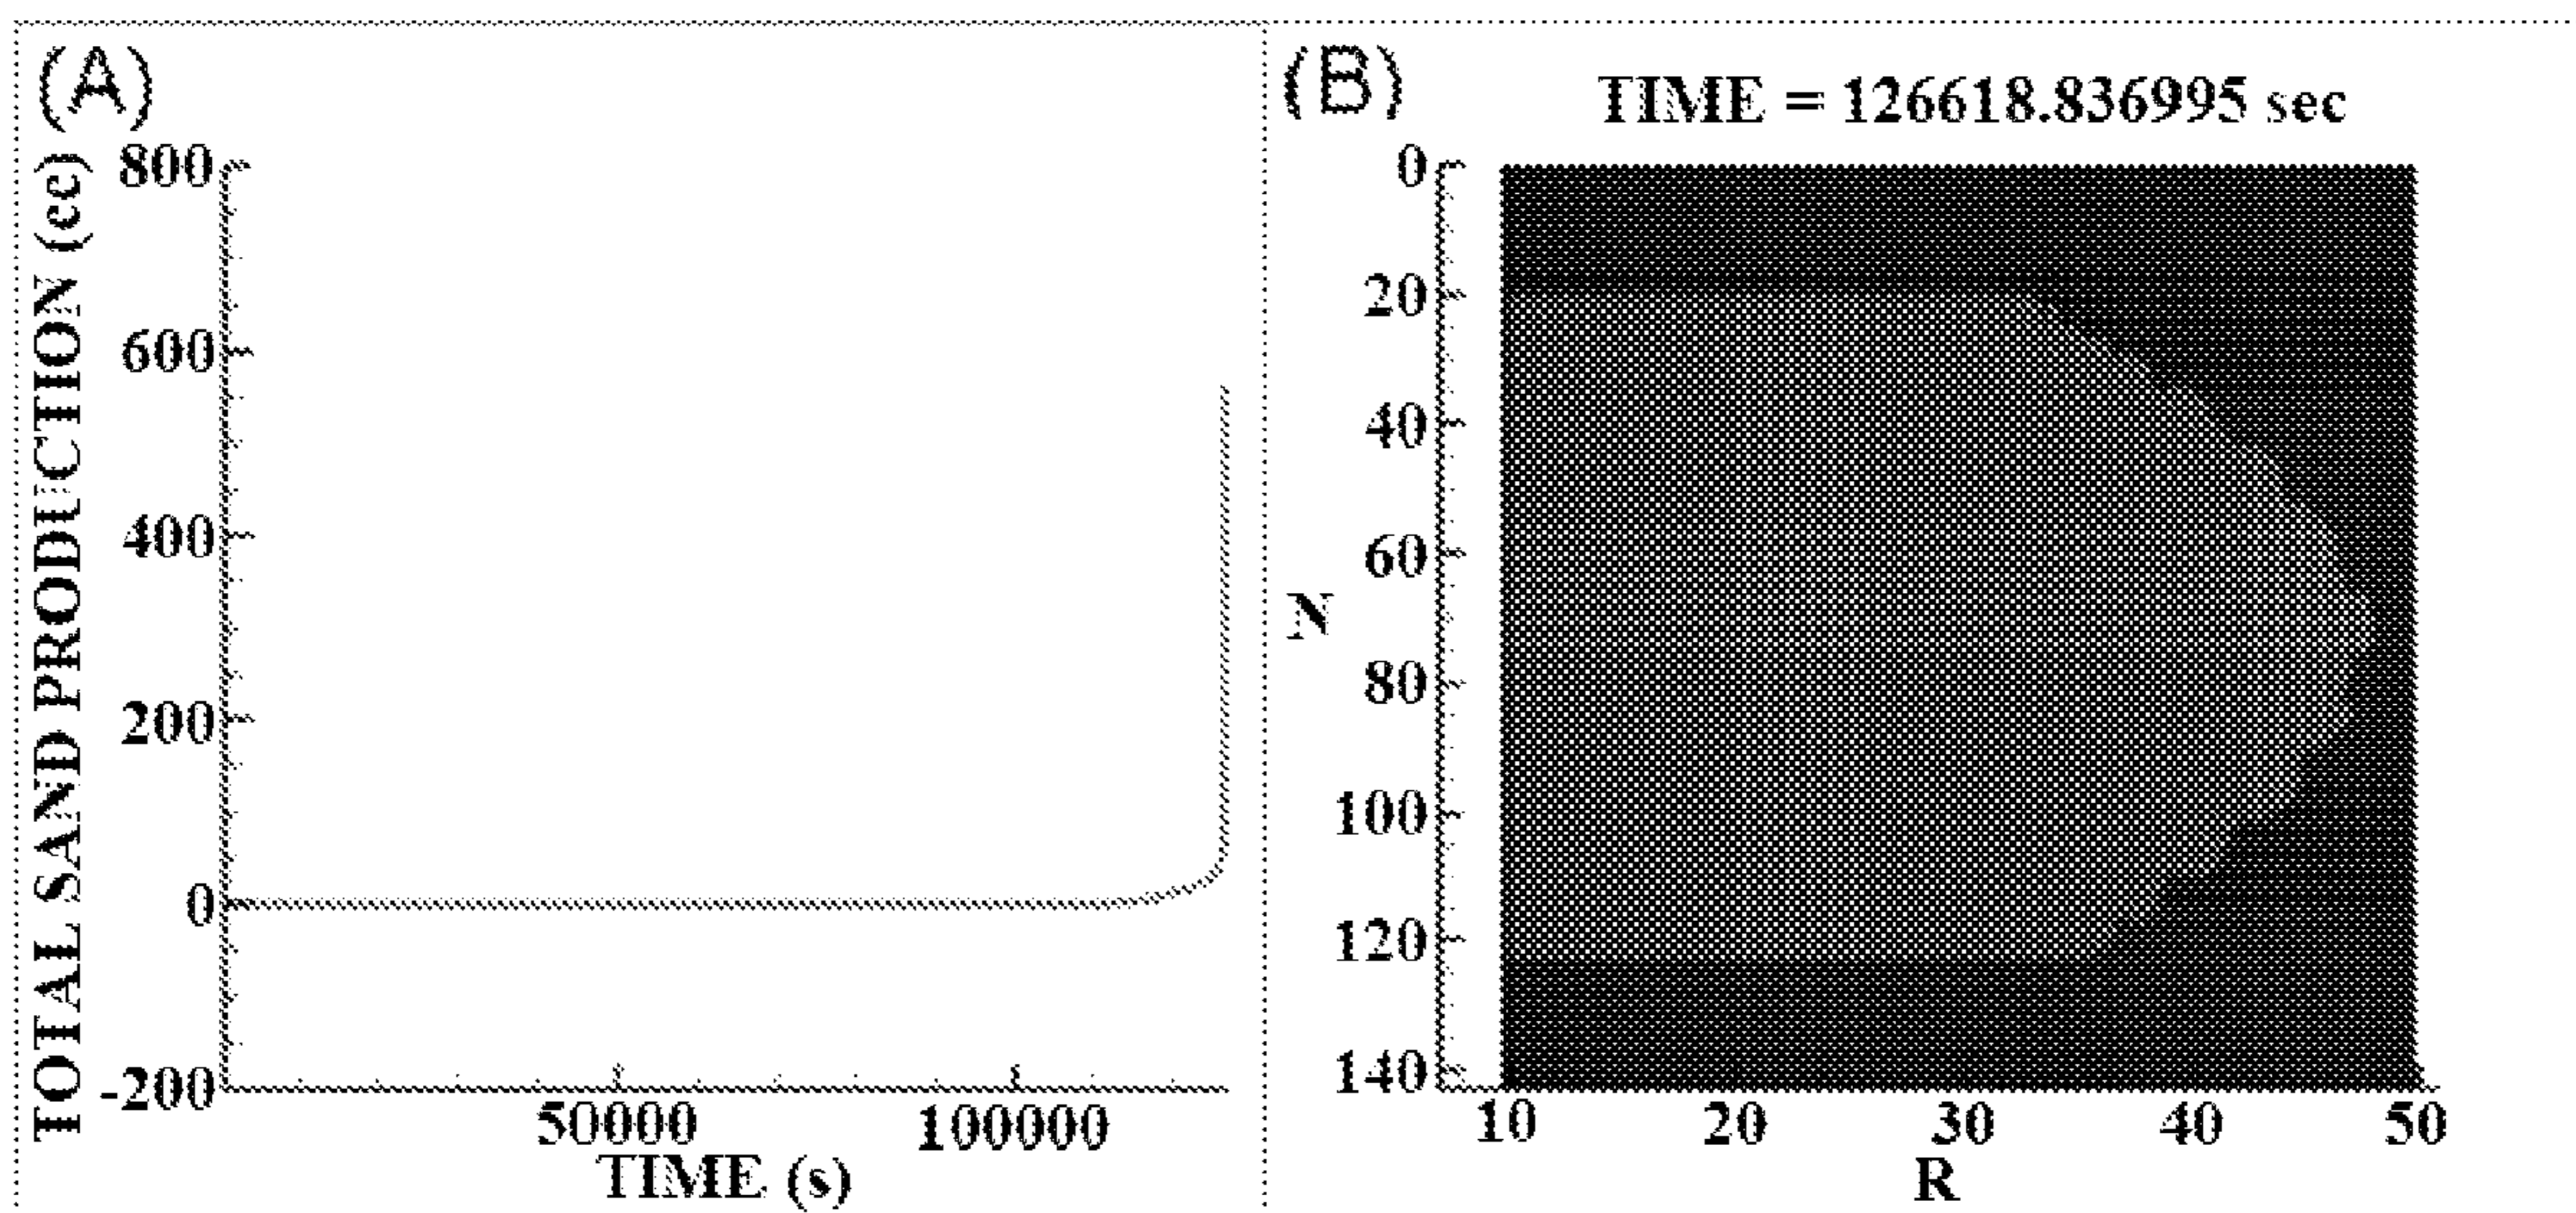 (A)
TOTAL SAND PRODUCTION (cc)
800
600
400
200
0
-200
50000 100000
TIME (s)
(B)
TIME = 126618.836995 sec
N
0
20
40
60
80
100
120
140
10 20 30 40 50
R